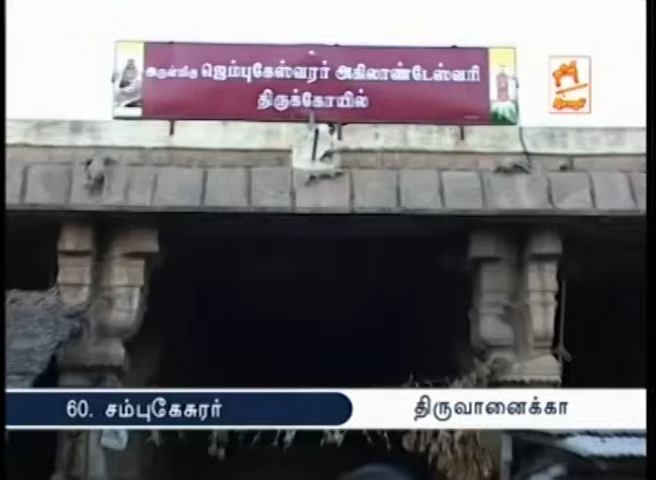 அருள்மிகு ஜெம்புகேஸ்வரர் அகிலாண்டேஸ்வரி
திருக்கோயில்
60. சம்புகேசுரர்
திருவானைக்கா